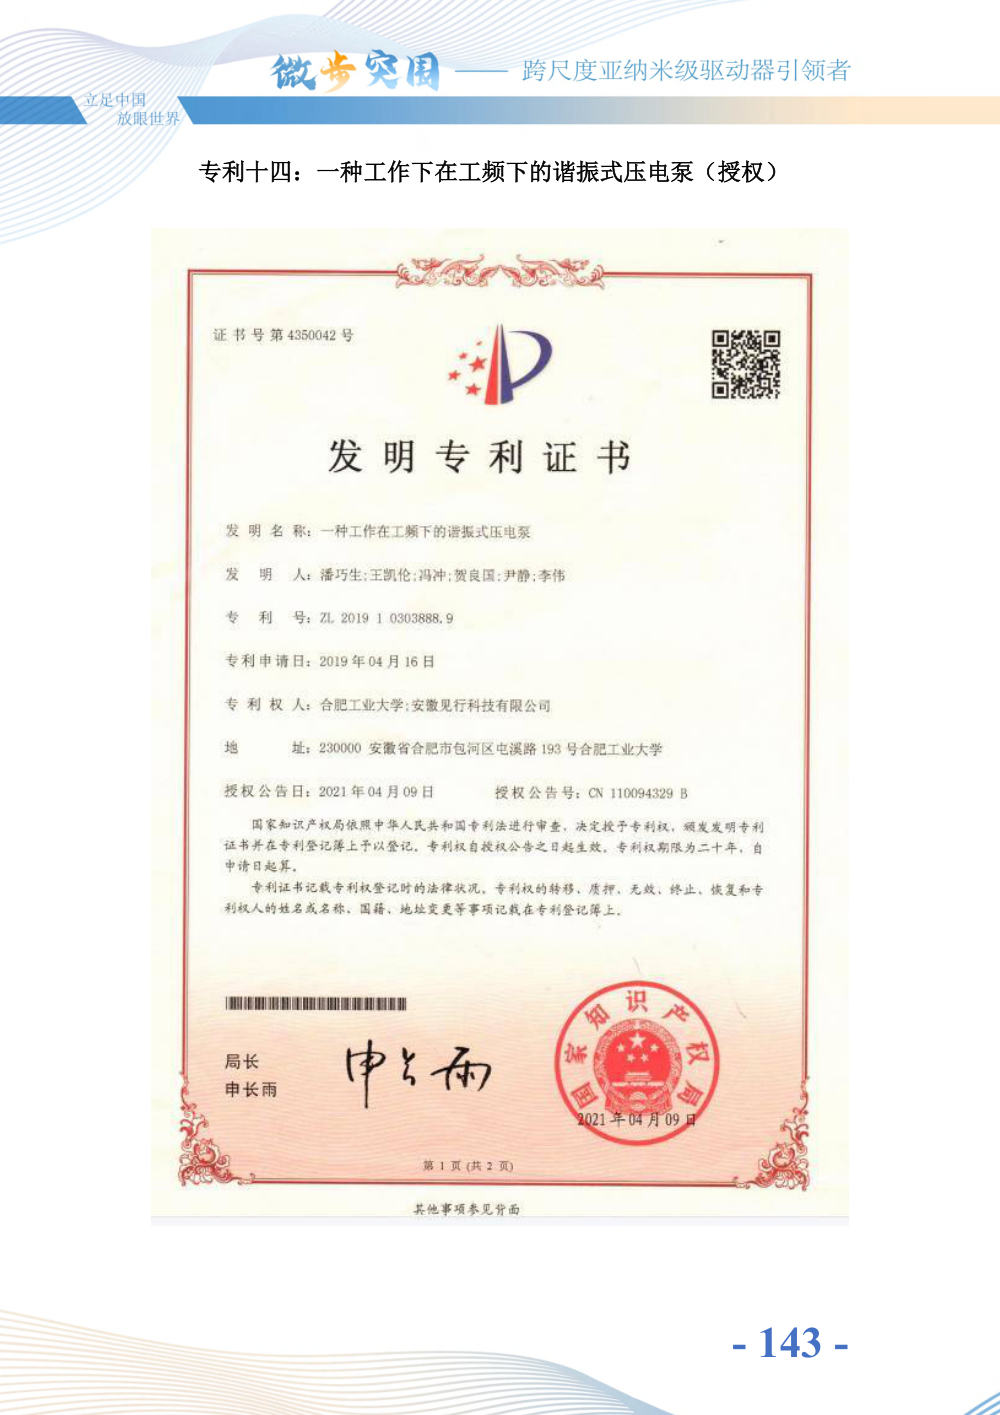 微步突围 —— 跨尺度亚纳米级驱动器引领者
立足中国
放眼世界
专利十四：一种工作下在工频下的谐振式压电泵（授权）
证书号第4350042号
发明专利证书
发明名称：一种工作在工频下的谐振式压电泵
发明人：潘巧生;王凯伦;冯冲;贺良国;尹静;李伟
专利号：ZL 2019 1 0303888.9
专利申请日：2019年04月16日
专利权人：合肥工业大学;安徽见行科技有限公司
地址：230000 安徽省合肥市包河区屯溪路193号合肥工业大学
授权公告日：2021年04月09日 授权公告号：CN 110094329 B
国家知识产权局依照中华人民共和国专利法进行审查，决定授予专利权，颁发发明专利
证书并在专利登记簿上予以登记。专利权自授权公告之日起生效。专利权期限为二十年，自
申请日起算。
专利证书记载专利权登记时的法律状况。专利权的转移、质押、无效、终止、恢复和专
利权人的姓名或名称、国籍、地址变更等事项记载在专利登记簿上。
国家知识产权局
局长
申长雨
申长雨
2021年04月09日
第 1 页 (共 2 页)
其他事项参见背面
- 143 -